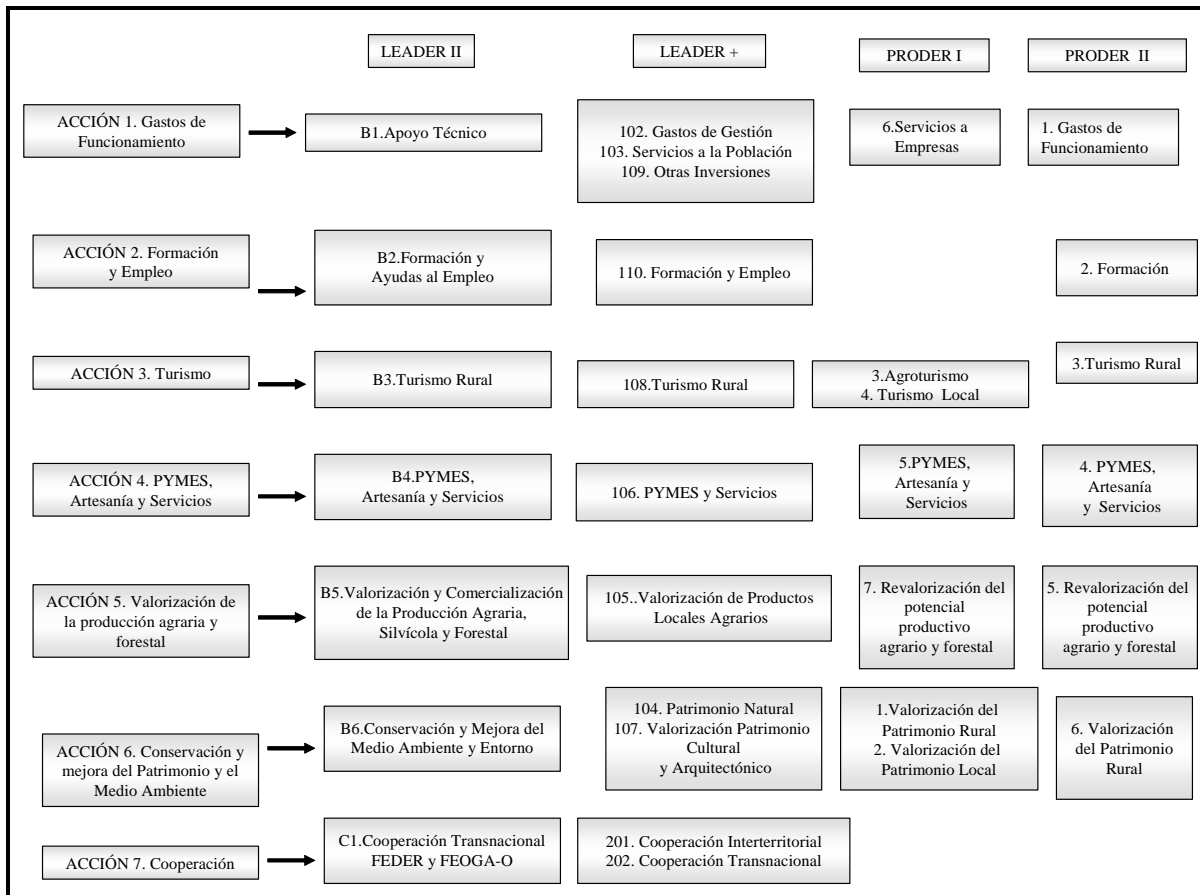 LEADER II
LEADER +
PRODER I
PRODER II
ACCIÓN 1. Gastos de
Funcionamiento
B1.Apoyo Técnico
102. Gastos de Gestión
103. Servicios a la Población
109. Otras Inversiones
6.Servicios a
Empresas
1. Gastos de
Funcionamiento
ACCIÓN 2. Formación
y Empleo
B2.Formación y
Ayudas al Empleo
110. Formación y Empleo
2. Formación
ACCIÓN 3. Turismo
B3.Turismo Rural
108.Turismo Rural
3.Agroturismo
4. Turismo Local
3.Turismo Rural
ACCIÓN 4. PYMES,
Artesanía y Servicios
B4.PYMES,
Artesanía y Servicios
106. PYMES y Servicios
5.PYMES,
Artesanía y
Servicios
4. PYMES,
Artesanía
y Servicios
ACCIÓN 5. Valorización de
la producción agraria y
forestal
B5.Valorización y Comercialización
de la Producción Agraria,
Silvícola y Forestal
105..Valorización de Productos
Locales Agrarios
7. Revalorización del
potencial
productivo
agrario y forestal
5. Revalorización del
potencial
productivo
agrario y forestal
ACCIÓN 6. Conservación y
mejora del Patrimonio y el
Medio Ambiente
B6.Conservación y Mejora del
Medio Ambiente y Entorno
104. Patrimonio Natural
107. Valorización Patrimonio
Cultural
y Arquitectónico
1.Valorización del
Patrimonio Rural
2. Valorización del
Patrimonio Local
6. Valorización
del Patrimonio
Rural
ACCIÓN 7. Cooperación
C1.Cooperación Transnacional
FEDER y FEOGA-O
201. Cooperación Interterritorial
202. Cooperación Transnacional